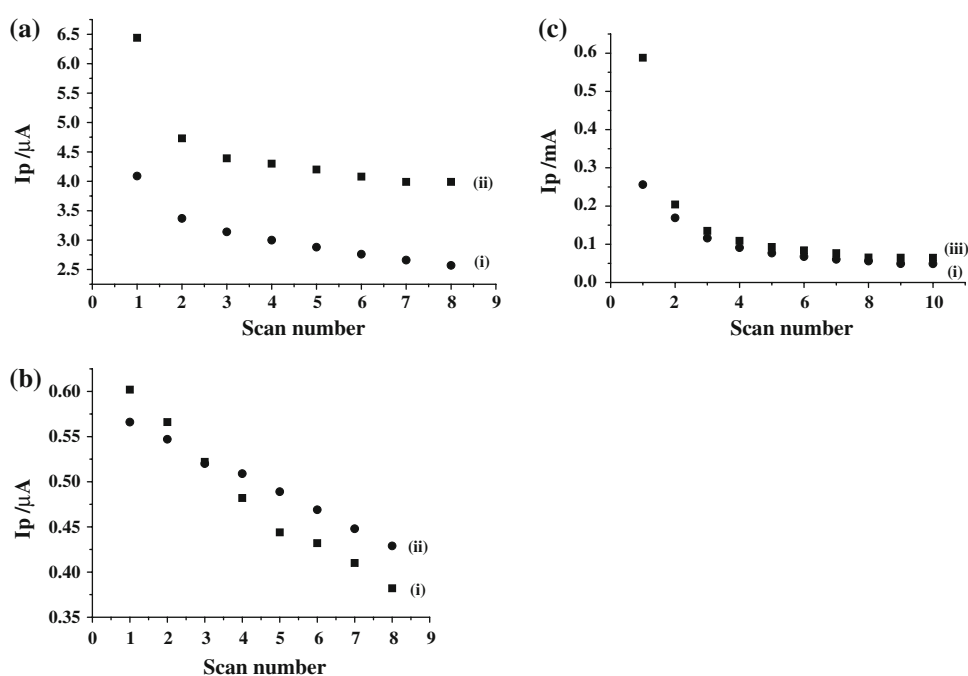 (a)
6.5
6.0
5.5
5.0
4.5
4.0
3.5
3.0
2.5
Ip /μA
(ii)
(i)
0 1 2 3 4 5 6 7 8 9
Scan number
(c)
0.6
0.5
0.4
0.3
0.2
0.1
0.0
Ip /mA
(iii)
(i)
0 2 4 6 8 10
Scan number
(b)
0.60
0.55
0.50
0.45
0.40
0.35
Ip /μA
(ii)
(i)
0 1 2 3 4 5 6 7 8 9
Scan number